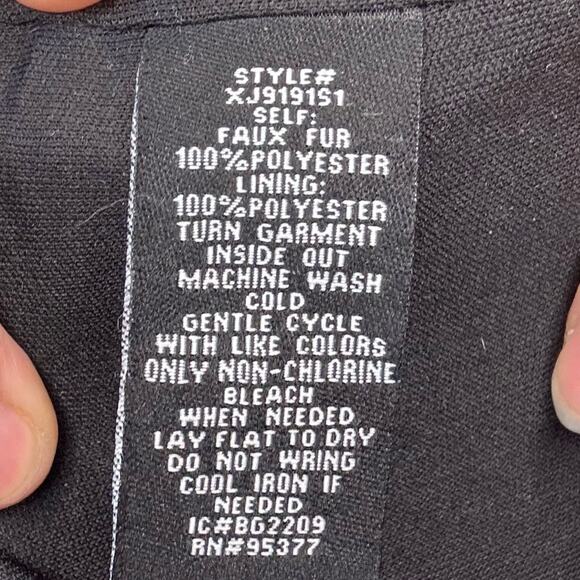 STYLE#
XJ9191S1
SELF:
FAUX FUR
100%POLYESTER
LINING:
100%POLYESTER
TURN GARMENT
INSIDE OUT
MACHINE WASH
COLD
GENTLE CYCLE
WITH LIKE COLORS
ONLY NON-CHLORINE
BLEACH
WHEN NEEDED
LAY FLAT TO DRY
DO NOT WRING
COOL IRON IF
NEEDED
IC#BG2209
RN#95377